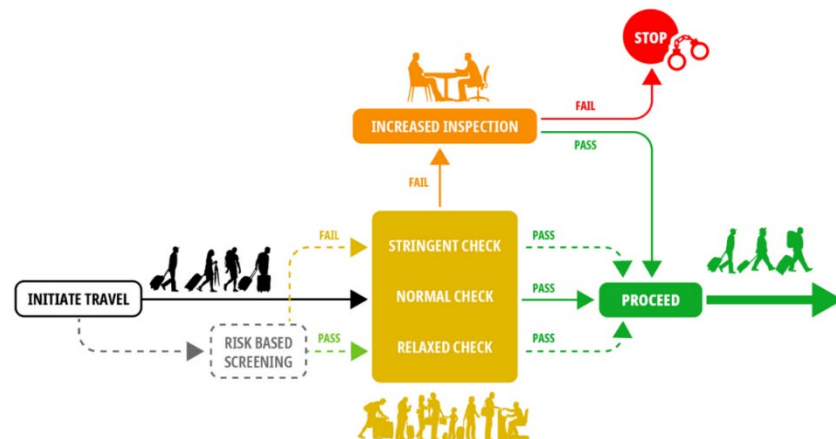 STOP
INCREASED INSPECTION
FAIL
PASS
FAIL
FAIL
STRINGENT CHECK
PASS
INITIATE TRAVEL
NORMAL CHECK
PASS
PROCEED
RISK BASED
SCREENING
PASS
RELAXED CHECK
PASS